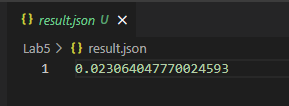 { } result.json U ×
Lab5 > { } result.json
1 0.023064047770024593